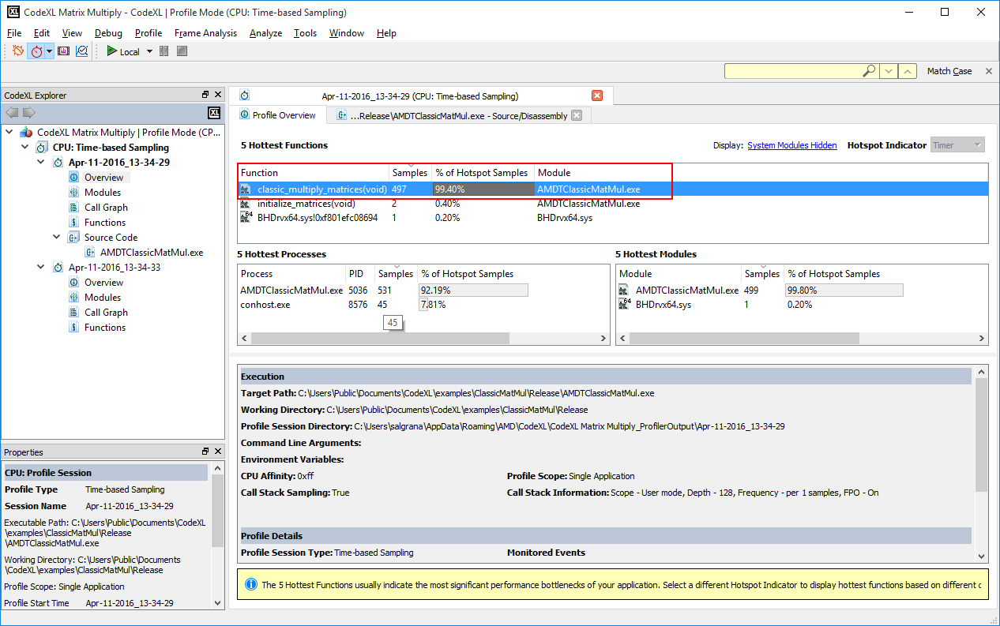 CodeXL Matrix Multiply - CodeXL | Profile Mode (CPU: Time-based Sampling)
File Edit View Debug Profile Frame Analysis Analyze Tools Window Help
Local
Match Case
CodeXL Explorer
XL
CodeXL Matrix Multiply | Profile Mode (CP...
CPU: Time-based Sampling
Apr-11-2016_13-34-29
Overview
Modules
Call Graph
Functions
Source Code
AMDTClassicMatMul.exe
Apr-11-2016_13-34-33
Overview
Modules
Call Graph
Functions
Properties
CPU: Profile Session
Profile Type Time-based Sampling
Session Name Apr-11-2016_13-34-29
Executable Path: C:\Users\Public\Documents\CodeXL
\examples\ClassicMatMul\Release
\AMDTClassicMatMul.exe
Working Directory: C:\Users\Public\Documents
\CodeXL\examples\ClassicMatMul\Release
Profile Scope: Single Application
Profile Start Time Apr-11-2016_13-34-29
Apr-11-2016_13-34-29 (CPU: Time-based Sampling)
Profile Overview ...Release\AMDTClassicMatMul.exe - Source/Disassembly
5 Hottest Functions Display: System Modules Hidden Hotspot Indicator Timer
Function Samples % of Hotspot Samples Module
classic_multiply_matrices(void) 497 99.40% AMDTClassicMatMul.exe
initialize_matrices(void) 2 0.40% AMDTClassicMatMul.exe
64 BHDrvx64.sys!0xf801efc08694 1 0.20% BHDrvx64.sys
5 Hottest Processes
Process PID Samples % of Hotspot Samples
AMDTClassicMatMul.exe 5036 531 92.19%
conhost.exe 8576 45 7.81%
45
5 Hottest Modules
Module Samples % of Hotspot Samples
AMDTClassicMatMul.exe 499 99.80%
64 BHDrvx64.sys 1 0.20%
Execution
Target Path: C:\Users\Public\Documents\CodeXL\examples\ClassicMatMul\Release\AMDTClassicMatMul.exe
Working Directory: C:\Users\Public\Documents\CodeXL\examples\ClassicMatMul\Release
Profile Session Directory: C:\Users\salgrana\AppData\Roaming\AMD\CodeXL\CodeXL Matrix Multiply_ProfilerOutput\Apr-11-2016_13-34-29
Command Line Arguments:
Environment Variables:
CPU Affinity: 0xff Profile Scope: Single Application
Call Stack Sampling: True Call Stack Information: Scope - User mode, Depth - 128, Frequency - per 1 samples, FPO - On
Profile Details
Profile Session Type: Time-based Sampling Monitored Events
The 5 Hottest Functions usually indicate the most significant performance bottlenecks of your application. Select a different Hotspot Indicator to display hottest functions based on different